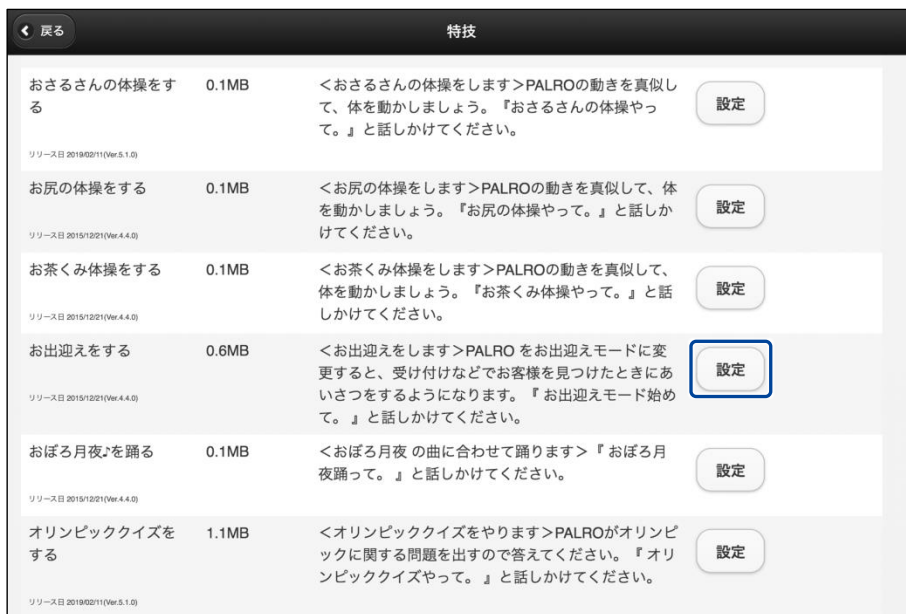 戻る
特技
おさるさんの体操をす
る
0.1MB
<おさるさんの体操をします>PALROの動きを真似し
て、体を動かしましょう。『おさるさんの体操やっ
て。』と話しかけてください。
設定
リリース日 2019/02/11(Ver.5.1.0)
お尻の体操をする
0.1MB
<お尻の体操をします>PALROの動きを真似して、体
を動かしましょう。『お尻の体操やって。』と話しか
けてください。
設定
リリース日 2015/12/21(Ver.4.4.0)
お茶くみ体操をする
0.1MB
<お茶くみ体操をします>PALROの動きを真似して、
体を動かしましょう。『お茶くみ体操やって。』と話
しかけてください。
設定
リリース日 2015/12/21(Ver.4.4.0)
お出迎えをする
0.6MB
<お出迎えをします>PALRO をお出迎えモードに変
更すると、受け付けなどでお客様を見つけたときにあ
いさつをするようになります。『 お出迎えモード始め
て。 』と話しかけてください。
設定
リリース日 2015/12/21(Ver.4.4.0)
おぼろ月夜♪を踊る
0.1MB
<おぼろ月夜 の曲に合わせて踊ります>『 おぼろ月
夜踊って。 』と話しかけてください。
設定
リリース日 2015/12/21(Ver.4.4.0)
オリンピッククイズを
する
1.1MB
<オリンピッククイズをやります>PALROがオリンピ
ックに関する問題を出すので答えてください。『 オリ
ンピッククイズやって。 』と話しかけてください。
設定
リリース日 2019/02/11(Ver.5.1.0)